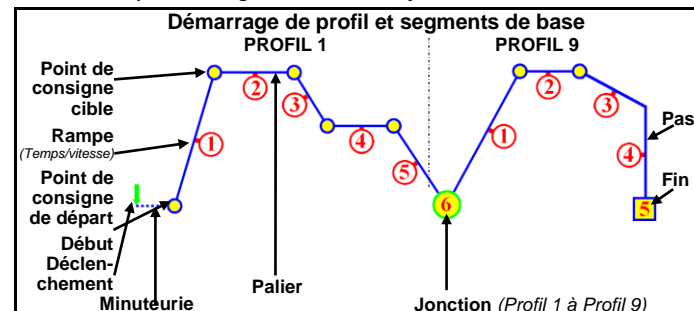 Démarrage de profil et segments de base
PROFIL 1
PROFIL 9
Point de
consigne
cible
Rampe
(Temps/vitesse)
Point de
consigne
de départ
Début
Déclen-
chement
Minuterie
Palier
Jonction (Profil 1 à Profil 9)
Pas
Fin
1
2
3
4
5
6
1
2
3
4
5